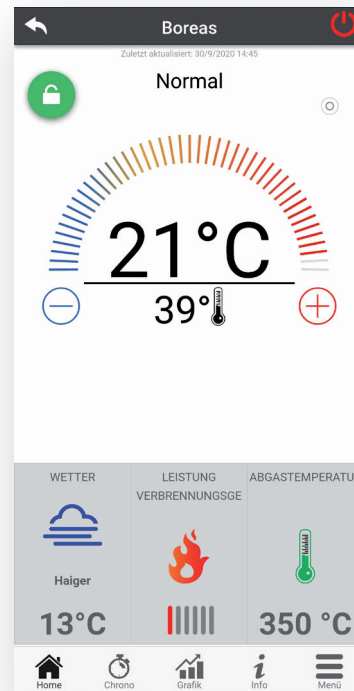 Boreas
Zuletzt aktualisiert: 30/9/2020 14:45
Normal
21°C
39°
WETTER
LEISTUNG
VERBRENNUNGSGE
ABGASTEMPERATU
Haiger
13°C
350 °C
Home
Chrono
Grafik
Info
Menü